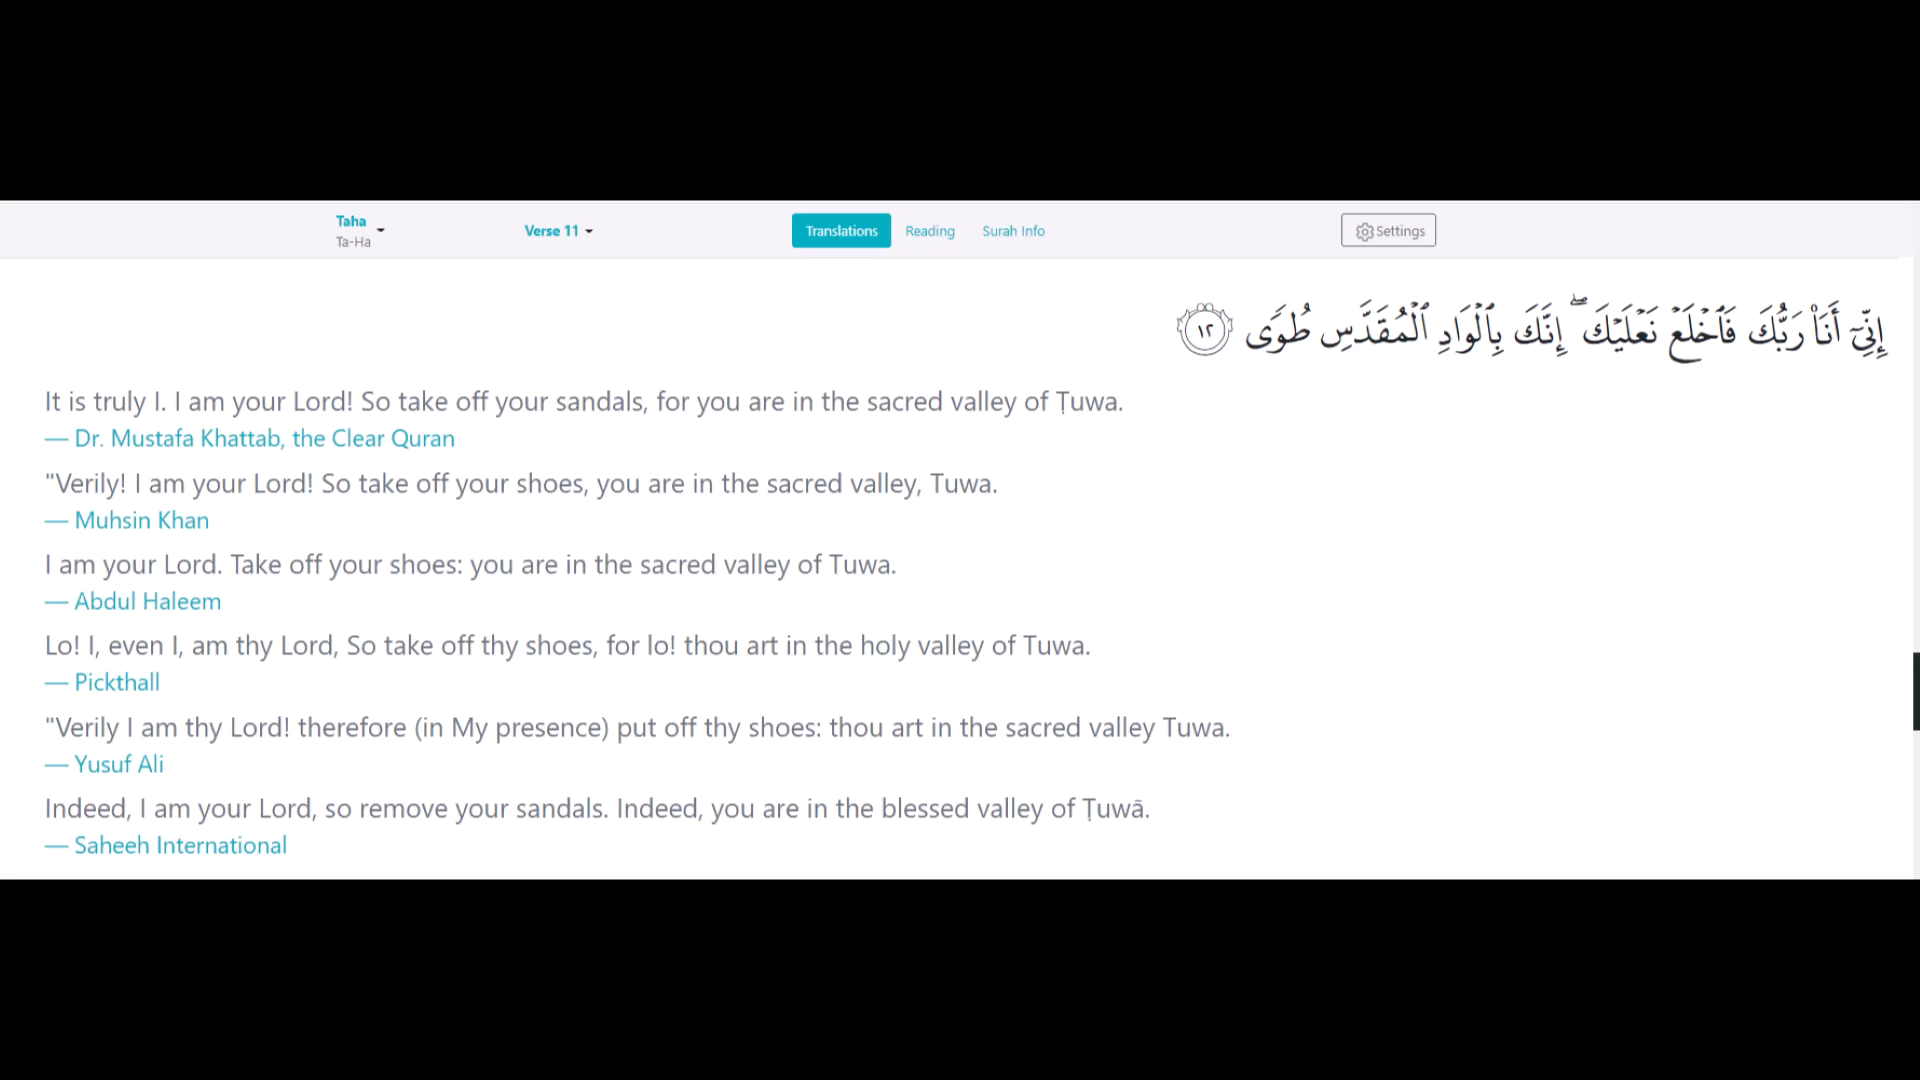 Taha
Ta-Ha
Verse 11
Translations
Reading
Surah Info
Settings
إِنِّيٓ أَنَا۠ رَبُّكَ فَٱخۡلَعۡ نَعۡلَيۡكَ إِنَّكَ بِٱلۡوَادِ ٱلۡمُقَدَّسِ طُوٗى ١٢
It is truly I. I am your Lord! So take off your sandals, for you are in the sacred valley of Ṭuwa.
— Dr. Mustafa Khattab, the Clear Quran
"Verily! I am your Lord! So take off your shoes, you are in the sacred valley, Tuwa.
— Muhsin Khan
I am your Lord. Take off your shoes: you are in the sacred valley of Tuwa.
— Abdul Haleem
Lo! I, even I, am thy Lord, So take off thy shoes, for lo! thou art in the holy valley of Tuwa.
— Pickthall
"Verily I am thy Lord! therefore (in My presence) put off thy shoes: thou art in the sacred valley Tuwa.
— Yusuf Ali
Indeed, I am your Lord, so remove your sandals. Indeed, you are in the blessed valley of Ṭuwā.
— Saheeh International